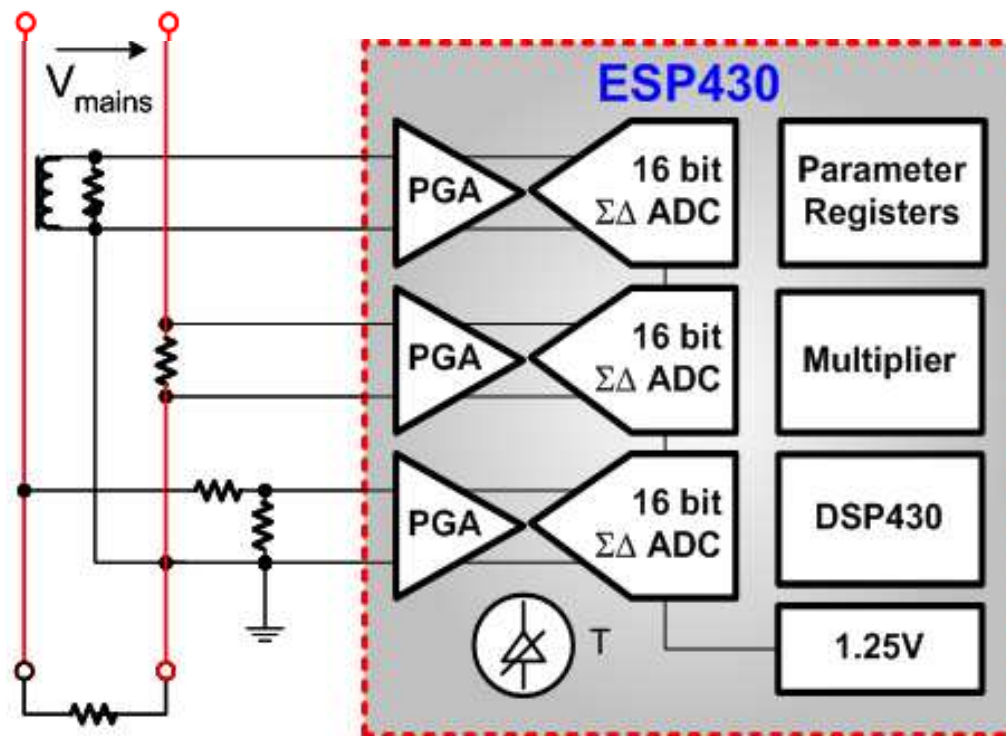 V mains
ESP430
PGA
16 bit
ΣΔ ADC
Parameter
Registers
PGA
16 bit
ΣΔ ADC
Multiplier
PGA
16 bit
ΣΔ ADC
DSP430
T
1.25V